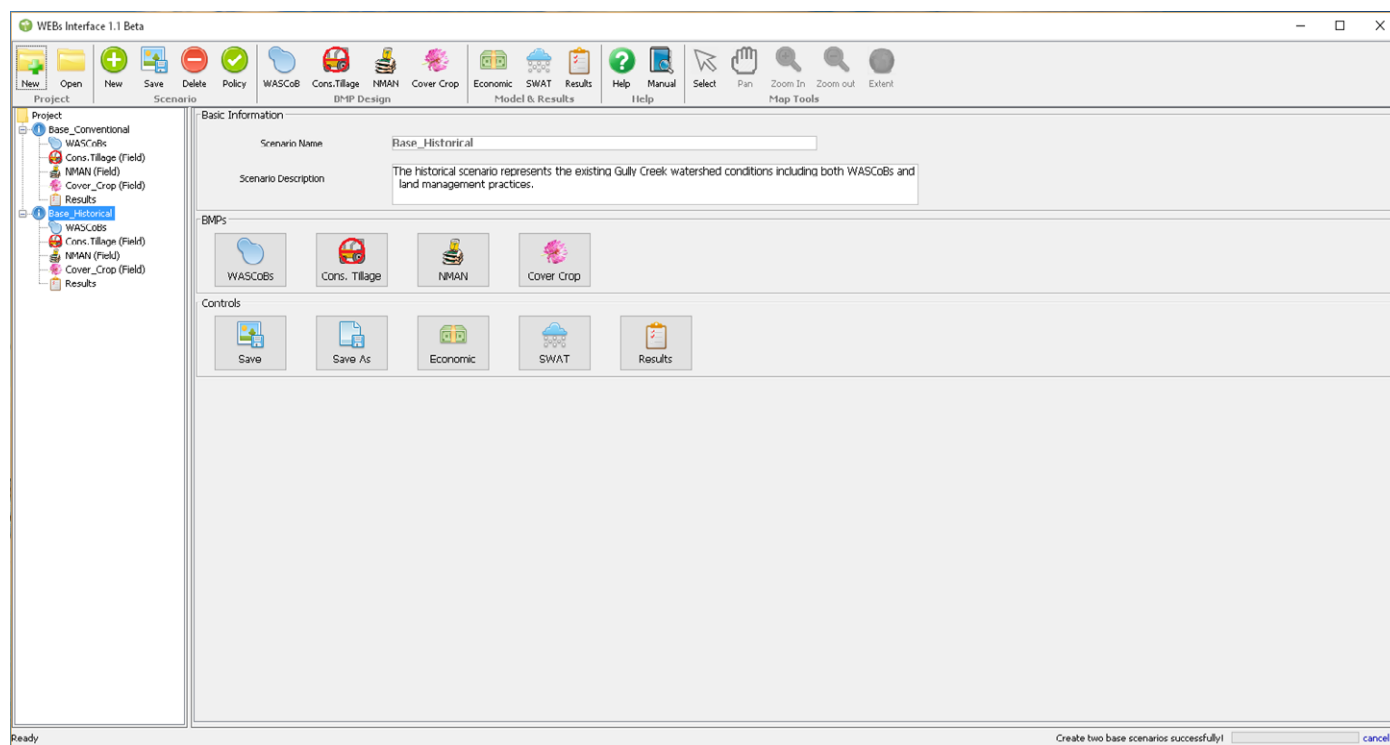 WEBs Interface 1.1 Beta
New Open New Save Delete Policy WASCoB Cons.Tillage NMAN Cover Crop Economic SWAT Results Help Manual Select Pan Zoom In Zoom out Extent
Project Scenario BMP Design Model & Results Help Map Tools
Project
Base_Conventional
WASCoBs
Cons.Tillage (Field)
NMAN (Field)
Cover_Crop (Field)
Results
Base_Historical
WASCoBs
Cons.Tillage (Field)
NMAN (Field)
Cover_Crop (Field)
Results
Basic Information
Scenario Name Base_Historical
Scenario Description
The historical scenario represents the existing Gully Creek watershed conditions including both WASCoBs and
land management practices.
BMPs
WASCoBs Cons. Tillage NMAN Cover Crop
Controls
Save Save As Economic SWAT Results
Ready Create two base scenarios successfully! cancel